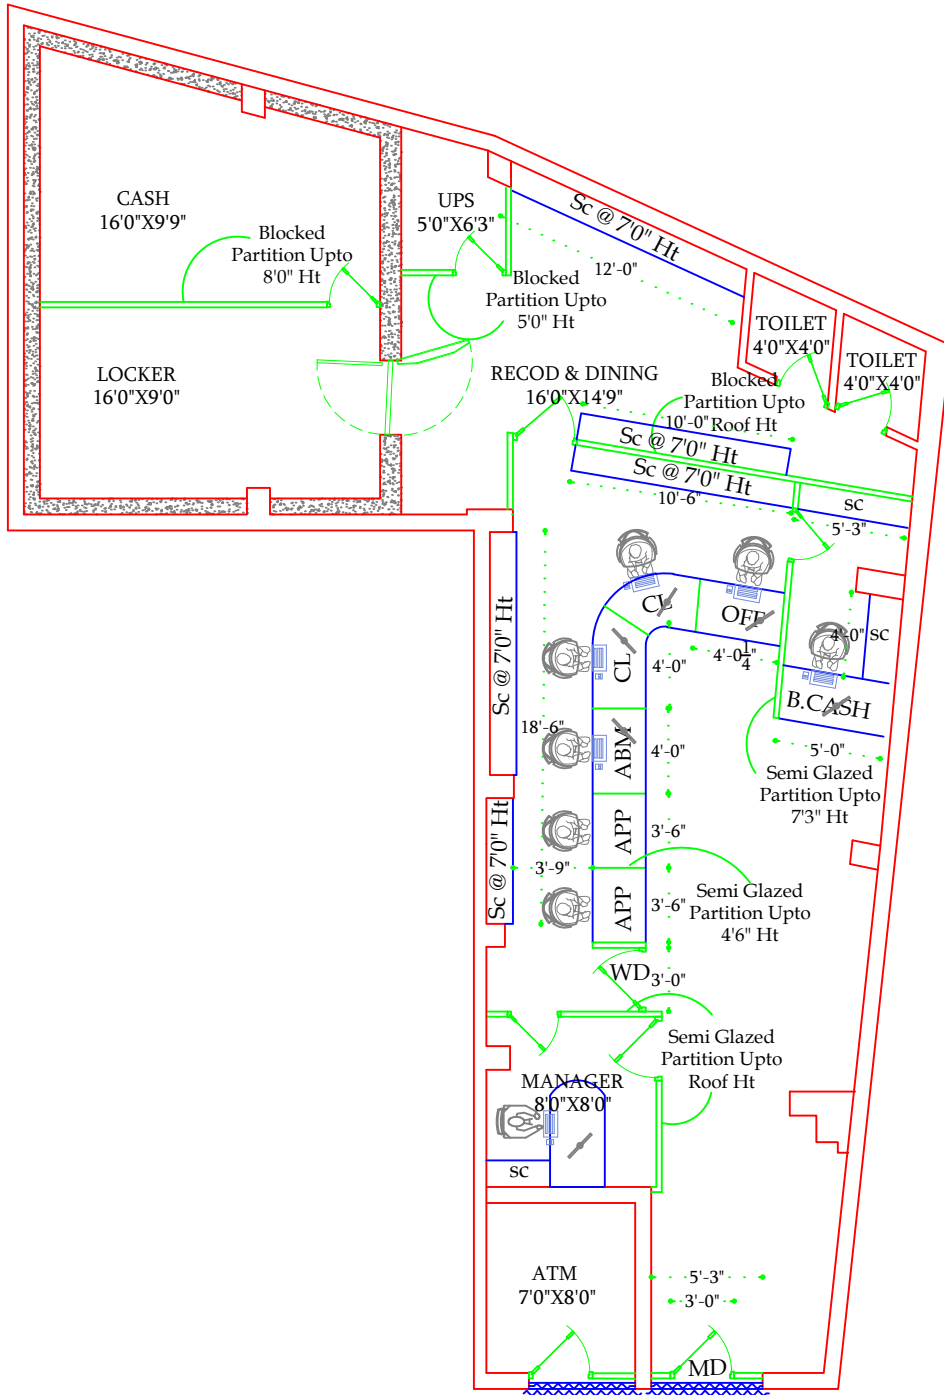 CASH
16'0"X9'9"
Blocked
Partition Upto
8'0" Ht
UPS
5'0"X6'3"
Sc @ 7'0" Ht
12'-0"
Blocked
Partition Upto
5'0" Ht
TOILET
4'0"X4'0"
TOILET
4'0"X4'0"
LOCKER
16'0"X9'0"
RECOD & DINING
16'0"X14'9"
Blocked
Partition Upto
Roof Ht
10'-0"
Sc @ 7'0" Ht
Sc @ 7'0" Ht
10'-6"
sc
5'-3"
CL
OFF
4'-0"
sc
Sc @ 7'0" Ht
CL
4'-0"
4'-0 1/4"
B.CASH
18'-6"
ABM
4'-0"
5'-0"
Semi Glazed
Partition Upto
7'3" Ht
Sc @ 7'0" Ht
APP
3'-6"
3'-9"
APP
3'-6"
Semi Glazed
Partition Upto
4'6" Ht
WD
3'-0"
Semi Glazed
Partition Upto
Roof Ht
MANAGER
8'0"X8'0"
sc
ATM
7'0"X8'0"
5'-3"
3'-0"
MD